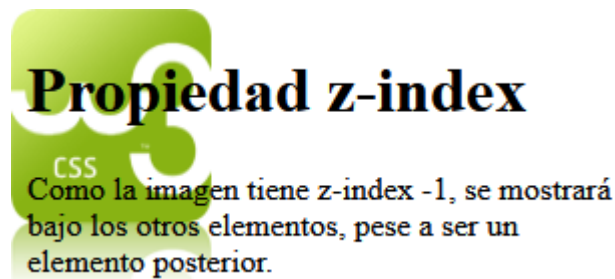 Propiedad z-index
CSS
Como la imagen tiene z-index -1, se mostrará
bajo los otros elementos, pese a ser un
elemento posterior.